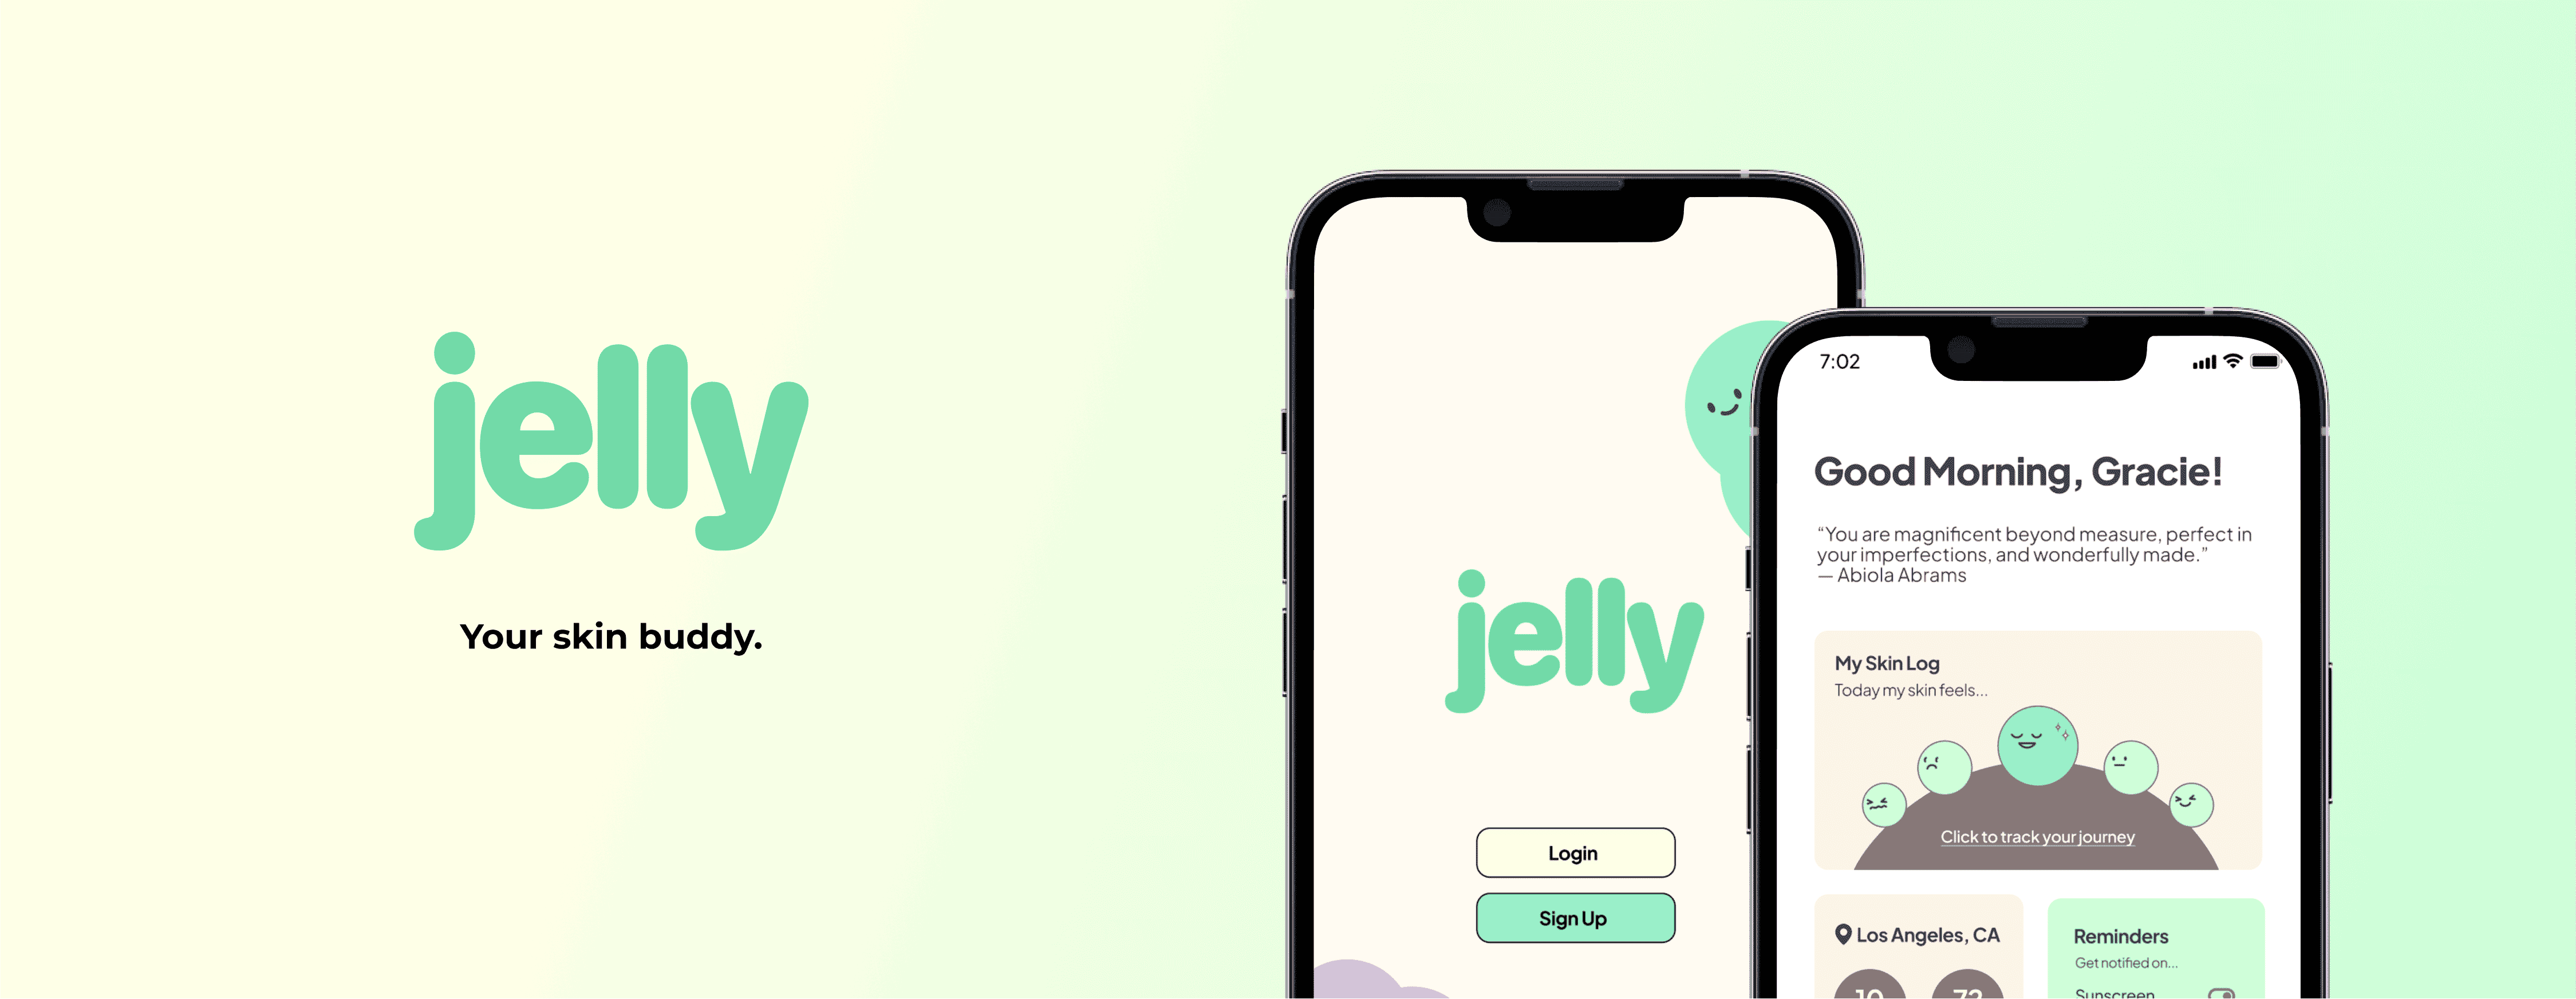 jelly
Your skin buddy.
jelly
Login
Sign Up
7:02
Good Morning, Gracie!
“You are magnificent beyond measure, perfect in
your imperfections, and wonderfully made.”
— Abiola Abrams
My Skin Log
Today my skin feels...
Click to track your journey
Los Angeles, CA
Reminders
Get notified on...
Sunscreen